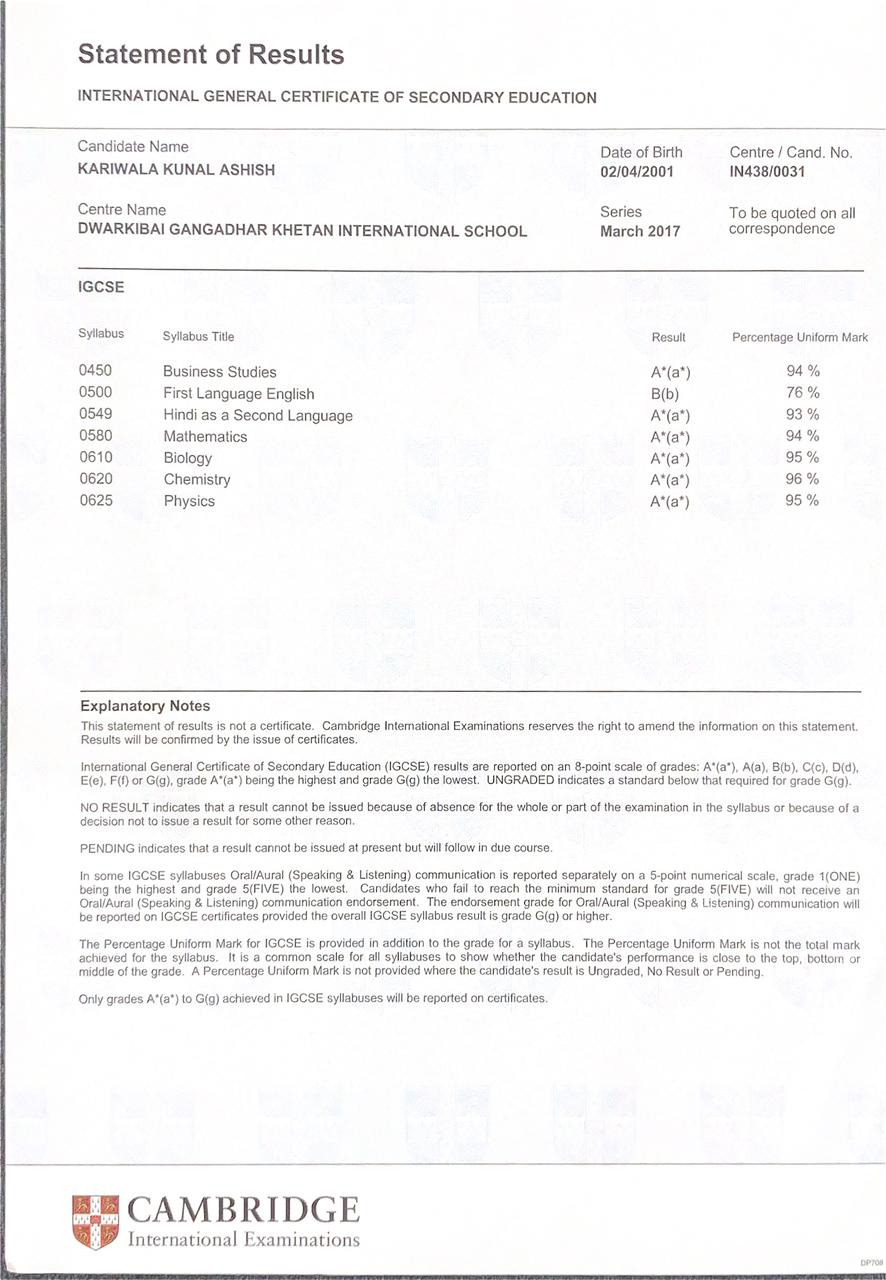 Statement of Results
INTERNATIONAL GENERAL CERTIFICATE OF SECONDARY EDUCATION
Candidate Name
KARIWALA KUNAL ASHISH
Date of Birth
02/04/2001
Centre / Cand. No.
IN438/0031
Centre Name
DWARKIBAI GANGADHAR KHETAN INTERNATIONAL SCHOOL
Series
March 2017
To be quoted on all
correspondence
IGCSE
Syllabus Syllabus Title Result Percentage Uniform Mark
0450 Business Studies A*(a*) 94 %
0500 First Language English B(b) 76 %
0549 Hindi as a Second Language A*(a*) 93 %
0580 Mathematics A*(a*) 94 %
0610 Biology A*(a*) 95 %
0620 Chemistry A*(a*) 96 %
0625 Physics A*(a*) 95 %
Explanatory Notes
This statement of results is not a certificate. Cambridge International Examinations reserves the right to amend the information on this statement.
Results will be confirmed by the issue of certificates.
International General Certificate of Secondary Education (IGCSE) results are reported on an 8-point scale of grades: A*(a*), A(a), B(b), C(c), D(d),
E(e), F(f) or G(g), grade A*(a*) being the highest and grade G(g) the lowest. UNGRADED indicates a standard below that required for grade G(g).
NO RESULT indicates that a result cannot be issued because of absence for the whole or part of the examination in the syllabus or because of a
decision not to issue a result for some other reason.
PENDING indicates that a result cannot be issued at present but will follow in due course.
In some IGCSE syllabuses Oral/Aural (Speaking & Listening) communication is reported separately on a 5-point numerical scale, grade 1(ONE)
being the highest and grade 5(FIVE) the lowest. Candidates who fail to reach the minimum standard for grade 5(FIVE) will not receive an
Oral/Aural (Speaking & Listening) communication endorsement. The endorsement grade for Oral/Aural (Speaking & Listening) communication will
be reported on IGCSE certificates provided the overall IGCSE syllabus result is grade G(g) or higher.
The Percentage Uniform Mark for IGCSE is provided in addition to the grade for a syllabus. The Percentage Uniform Mark is not the total mark
achieved for the syllabus. It is a common scale for all syllabuses to show whether the candidate's performance is close to the top, bottom or
middle of the grade. A Percentage Uniform Mark is not provided where the candidate's result is Ungraded, No Result or Pending.
Only grades A*(a*) to G(g) achieved in IGCSE syllabuses will be reported on certificates.
CAMBRIDGE
International Examinations